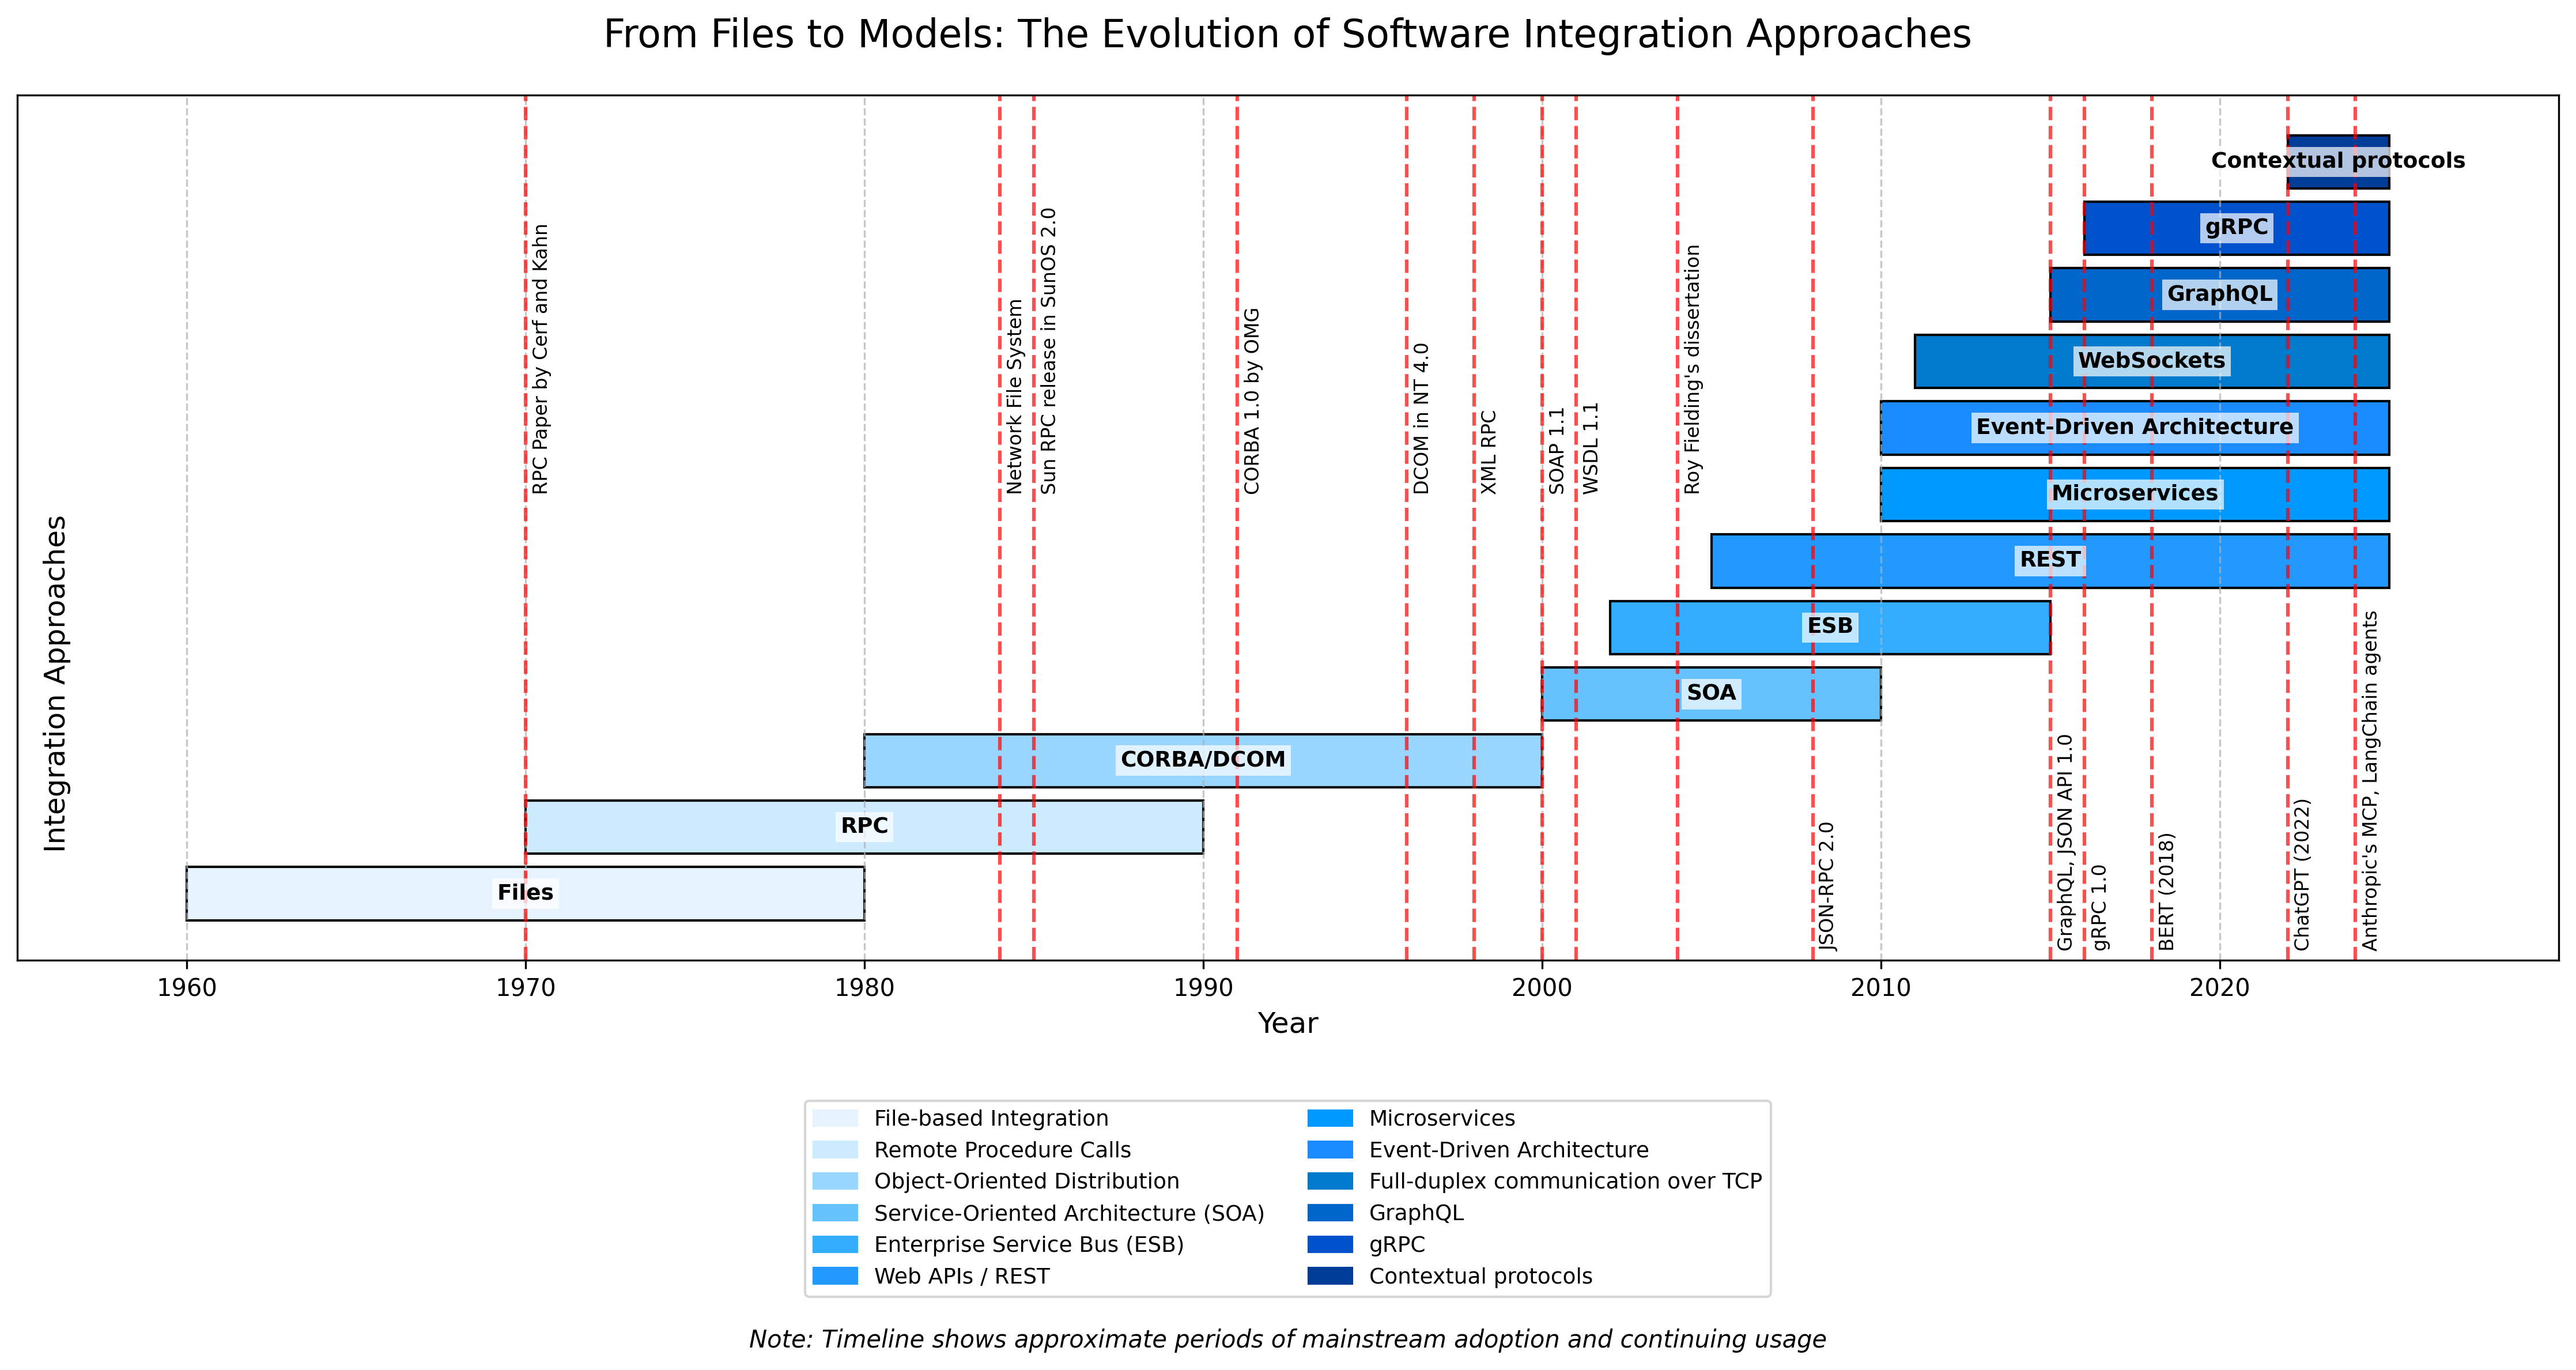 From Files to Models: The Evolution of Software Integration Approaches
Integration Approaches
Contextual protocols
gRPC
GraphQL
WebSockets
Event-Driven Architecture
Microservices
REST
ESB
SOA
CORBA/DCOM
RPC
Files
RPC Paper by Cerf and Kahn
Network File System
Sun RPC release in SunOS 2.0
CORBA 1.0 by OMG
DCOM in NT 4.0
XML RPC
SOAP 1.1
WSDL 1.1
Roy Fielding's dissertation
JSON-RPC 2.0
GraphQL, JSON API 1.0
gRPC 1.0
BERT (2018)
ChatGPT (2022)
Anthropic's MCP, LangChain agents
1960 1970 1980 1990 2000 2010 2020
Year
File-based Integration
Remote Procedure Calls
Object-Oriented Distribution
Service-Oriented Architecture (SOA)
Enterprise Service Bus (ESB)
Web APIs / REST
Microservices
Event-Driven Architecture
Full-duplex communication over TCP
GraphQL
gRPC
Contextual protocols
Note: Timeline shows approximate periods of mainstream adoption and continuing usage